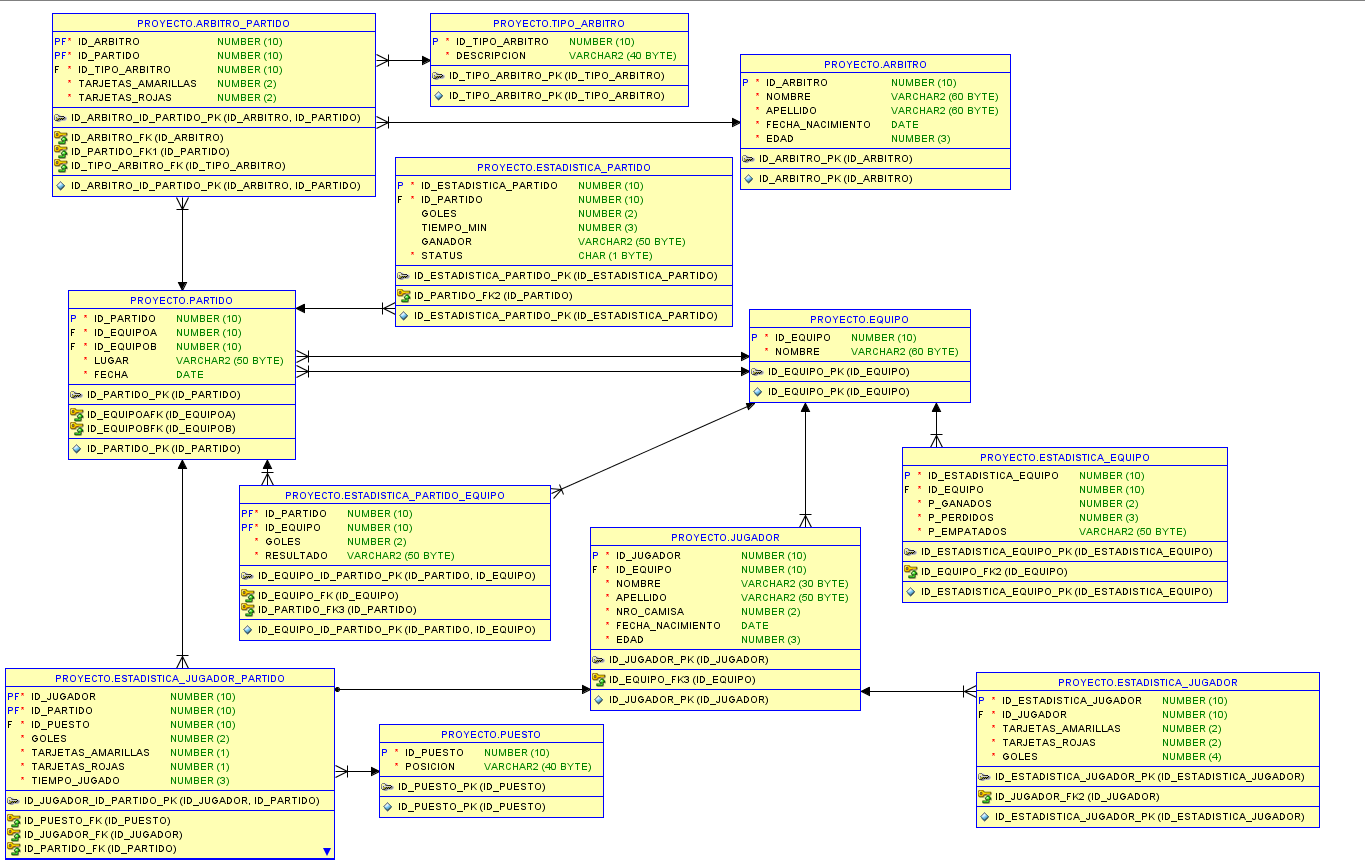 PROYECTO.ARBITRO_PARTIDO
PF* ID_ARBITRO NUMBER (10)
PF* ID_PARTIDO NUMBER (10)
F * ID_TIPO_ARBITRO NUMBER (10)
* TARJETAS_AMARILLAS NUMBER (2)
* TARJETAS_ROJAS NUMBER (2)
ID_ARBITRO_ID_PARTIDO_PK (ID_ARBITRO, ID_PARTIDO)
ID_ARBITRO_FK (ID_ARBITRO)
ID_PARTIDO_FK1 (ID_PARTIDO)
ID_TIPO_ARBITRO_FK (ID_TIPO_ARBITRO)
ID_ARBITRO_ID_PARTIDO_PK (ID_ARBITRO, ID_PARTIDO)
PROYECTO.TIPO_ARBITRO
P * ID_TIPO_ARBITRO NUMBER (10)
* DESCRIPCION VARCHAR2 (40 BYTE)
ID_TIPO_ARBITRO_PK (ID_TIPO_ARBITRO)
ID_TIPO_ARBITRO_PK (ID_TIPO_ARBITRO)
PROYECTO.ARBITRO
P * ID_ARBITRO NUMBER (10)
* NOMBRE VARCHAR2 (60 BYTE)
* APELLIDO VARCHAR2 (60 BYTE)
* FECHA_NACIMIENTO DATE
* EDAD NUMBER (3)
ID_ARBITRO_PK (ID_ARBITRO)
ID_ARBITRO_PK (ID_ARBITRO)
PROYECTO.ESTADISTICA_PARTIDO
P * ID_ESTADISTICA_PARTIDO NUMBER (10)
F * ID_PARTIDO NUMBER (10)
GOLES NUMBER (2)
TIEMPO_MIN NUMBER (3)
GANADOR VARCHAR2 (50 BYTE)
* STATUS CHAR (1 BYTE)
ID_ESTADISTICA_PARTIDO_PK (ID_ESTADISTICA_PARTIDO)
ID_PARTIDO_FK2 (ID_PARTIDO)
ID_ESTADISTICA_PARTIDO_PK (ID_ESTADISTICA_PARTIDO)
PROYECTO.PARTIDO
P * ID_PARTIDO NUMBER (10)
F * ID_EQUIPOA NUMBER (10)
F * ID_EQUIPOB NUMBER (10)
* LUGAR VARCHAR2 (50 BYTE)
* FECHA DATE
ID_PARTIDO_PK (ID_PARTIDO)
ID_EQUIPOAFK (ID_EQUIPOA)
ID_EQUIPOBFK (ID_EQUIPOB)
ID_PARTIDO_PK (ID_PARTIDO)
PROYECTO.EQUIPO
P * ID_EQUIPO NUMBER (10)
* NOMBRE VARCHAR2 (60 BYTE)
ID_EQUIPO_PK (ID_EQUIPO)
ID_EQUIPO_PK (ID_EQUIPO)
PROYECTO.ESTADISTICA_EQUIPO
P * ID_ESTADISTICA_EQUIPO NUMBER (10)
F * ID_EQUIPO NUMBER (10)
* P_GANADOS NUMBER (2)
* P_PERDIDOS NUMBER (3)
* P_EMPATADOS VARCHAR2 (50 BYTE)
ID_ESTADISTICA_EQUIPO_PK (ID_ESTADISTICA_EQUIPO)
ID_EQUIPO_FK2 (ID_EQUIPO)
ID_ESTADISTICA_EQUIPO_PK (ID_ESTADISTICA_EQUIPO)
PROYECTO.ESTADISTICA_PARTIDO_EQUIPO
PF* ID_PARTIDO NUMBER (10)
PF* ID_EQUIPO NUMBER (10)
* GOLES NUMBER (2)
* RESULTADO VARCHAR2 (50 BYTE)
ID_EQUIPO_ID_PARTIDO_PK (ID_PARTIDO, ID_EQUIPO)
ID_EQUIPO_FK (ID_EQUIPO)
ID_PARTIDO_FK3 (ID_PARTIDO)
ID_EQUIPO_ID_PARTIDO_PK (ID_PARTIDO, ID_EQUIPO)
PROYECTO.JUGADOR
P * ID_JUGADOR NUMBER (10)
F * ID_EQUIPO NUMBER (10)
* NOMBRE VARCHAR2 (30 BYTE)
* APELLIDO VARCHAR2 (50 BYTE)
* NRO_CAMISA NUMBER (2)
* FECHA_NACIMIENTO DATE
* EDAD NUMBER (3)
ID_JUGADOR_PK (ID_JUGADOR)
ID_EQUIPO_FK3 (ID_EQUIPO)
ID_JUGADOR_PK (ID_JUGADOR)
PROYECTO.ESTADISTICA_JUGADOR_PARTIDO
PF* ID_JUGADOR NUMBER (10)
PF* ID_PARTIDO NUMBER (10)
F * ID_PUESTO NUMBER (10)
* GOLES NUMBER (2)
* TARJETAS_AMARILLAS NUMBER (1)
* TARJETAS_ROJAS NUMBER (1)
* TIEMPO_JUGADO NUMBER (3)
ID_JUGADOR_ID_PARTIDO_PK (ID_JUGADOR, ID_PARTIDO)
ID_PUESTO_FK (ID_PUESTO)
ID_JUGADOR_FK (ID_JUGADOR)
ID_PARTIDO_FK (ID_PARTIDO)
PROYECTO.PUESTO
P * ID_PUESTO NUMBER (10)
* POSICION VARCHAR2 (40 BYTE)
ID_PUESTO_PK (ID_PUESTO)
ID_PUESTO_PK (ID_PUESTO)
PROYECTO.ESTADISTICA_JUGADOR
P * ID_ESTADISTICA_JUGADOR NUMBER (10)
F * ID_JUGADOR NUMBER (10)
* TARJETAS_AMARILLAS NUMBER (2)
* TARJETAS_ROJAS NUMBER (2)
* GOLES NUMBER (4)
ID_ESTADISTICA_JUGADOR_PK (ID_ESTADISTICA_JUGADOR)
ID_JUGADOR_FK2 (ID_JUGADOR)
ID_ESTADISTICA_JUGADOR_PK (ID_ESTADISTICA_JUGADOR)